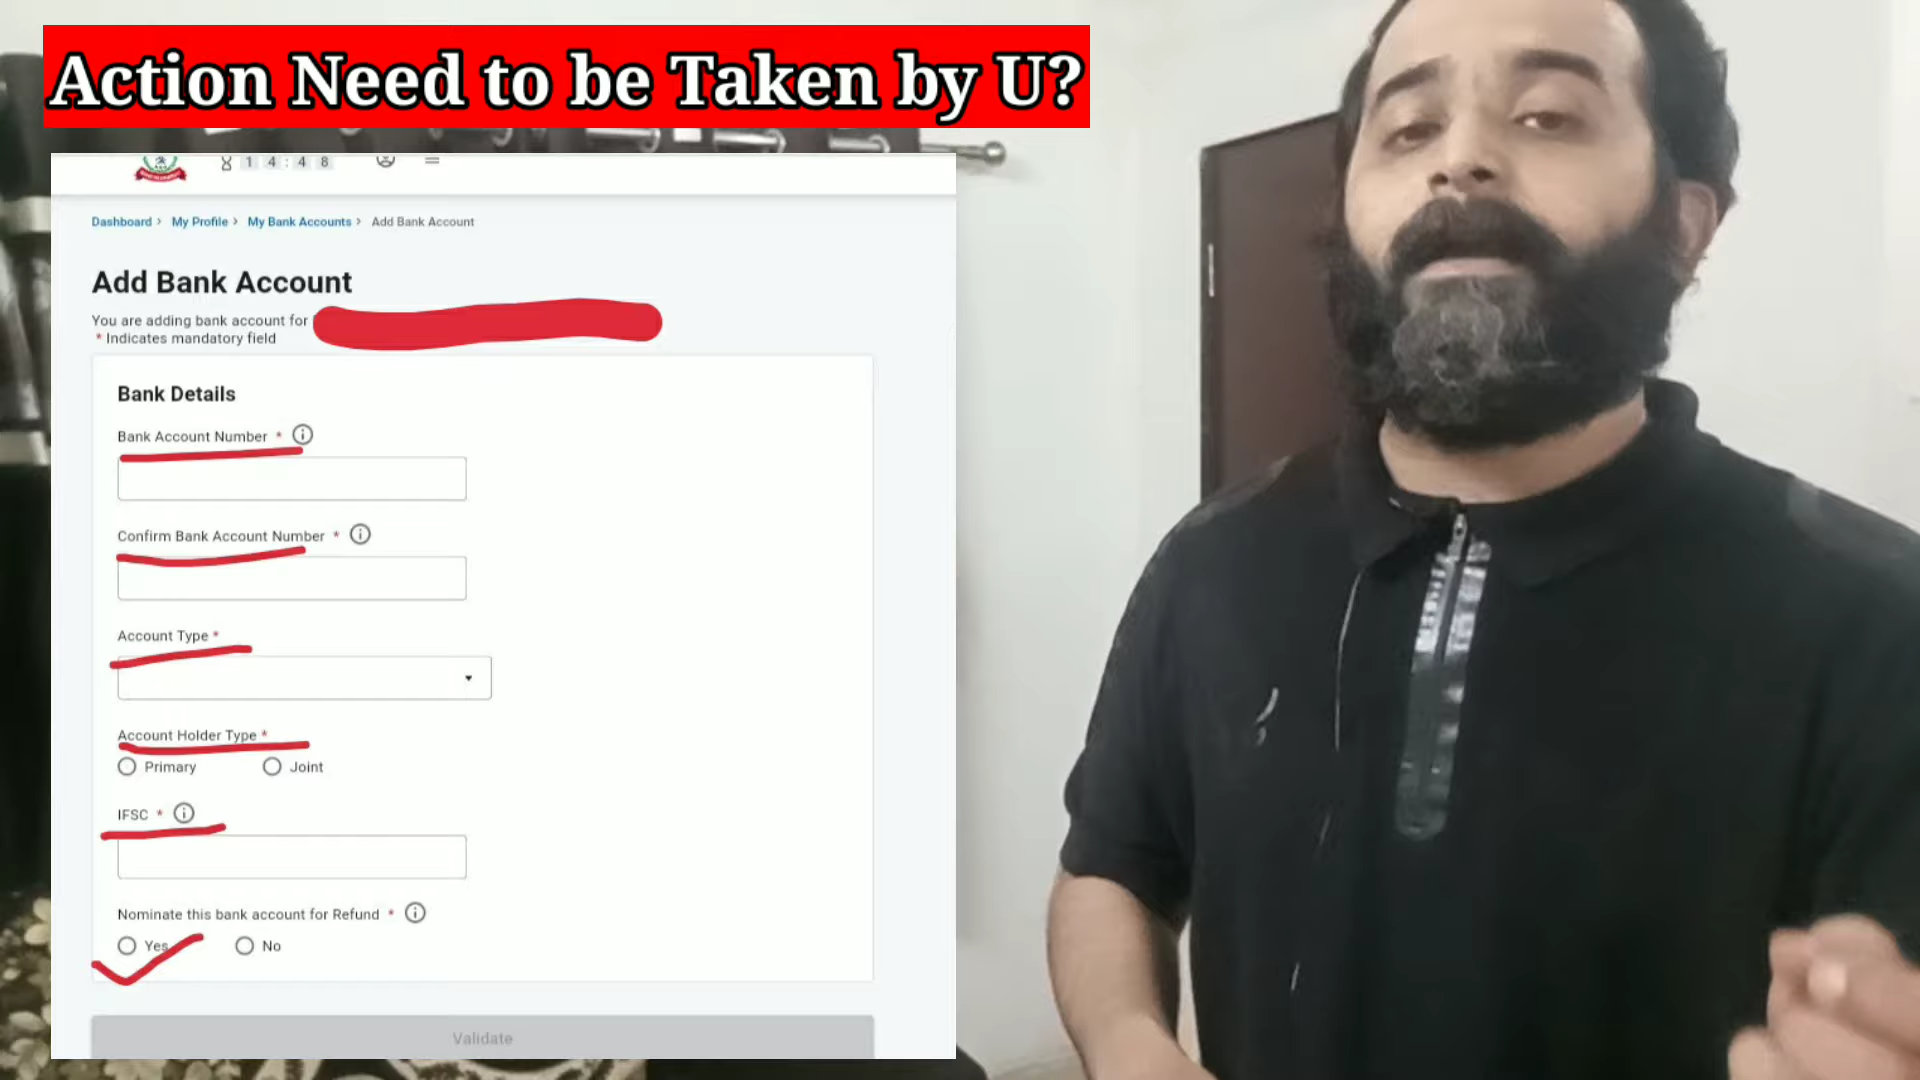 Action Need to be Taken by U?
14:48
Dashboard > My Profile > My Bank Accounts > Add Bank Account
Add Bank Account
You are adding bank account for
* Indicates mandatory field
Bank Details
Bank Account Number *
Confirm Bank Account Number *
Account Type *
Account Holder Type *
Primary Joint
IFSC *
Nominate this bank account for Refund *
Yes No
Validate